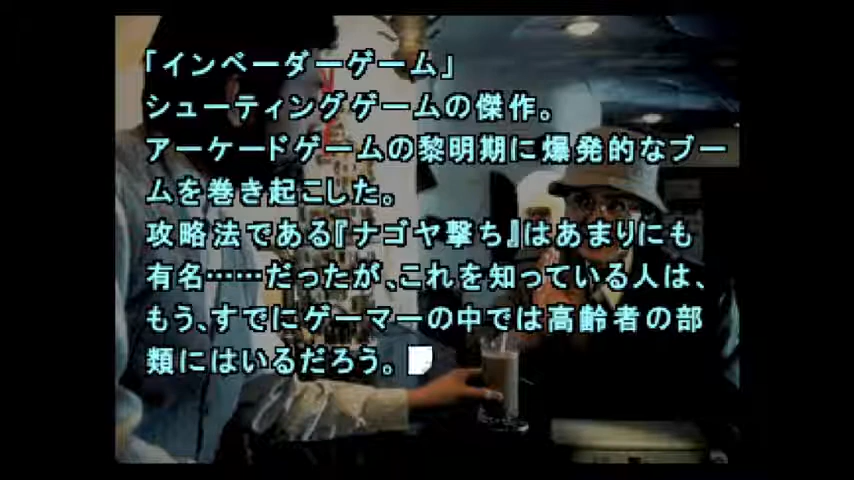 「インベーダーゲーム」
シューティングゲームの傑作。
アーケードゲームの黎明期に爆発的なブー
ムを巻き起こした。
攻略法である『ナゴヤ撃ち』はあまりにも
有名……だったが、これを知っている人は、
もう、すでにゲーマーの中では高齢者の部
類にはいるだろう。